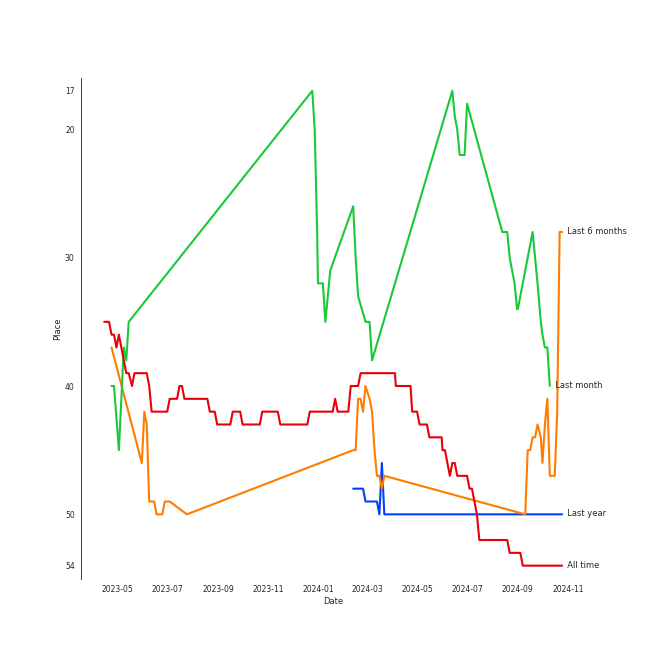 17
20
30
40
50
54
Place
2023-05
2023-07
2023-09
2023-11
2024-01
2024-03
2024-05
2024-07
2024-09
2024-11
Date
Last 6 months
Last month
Last year
All time